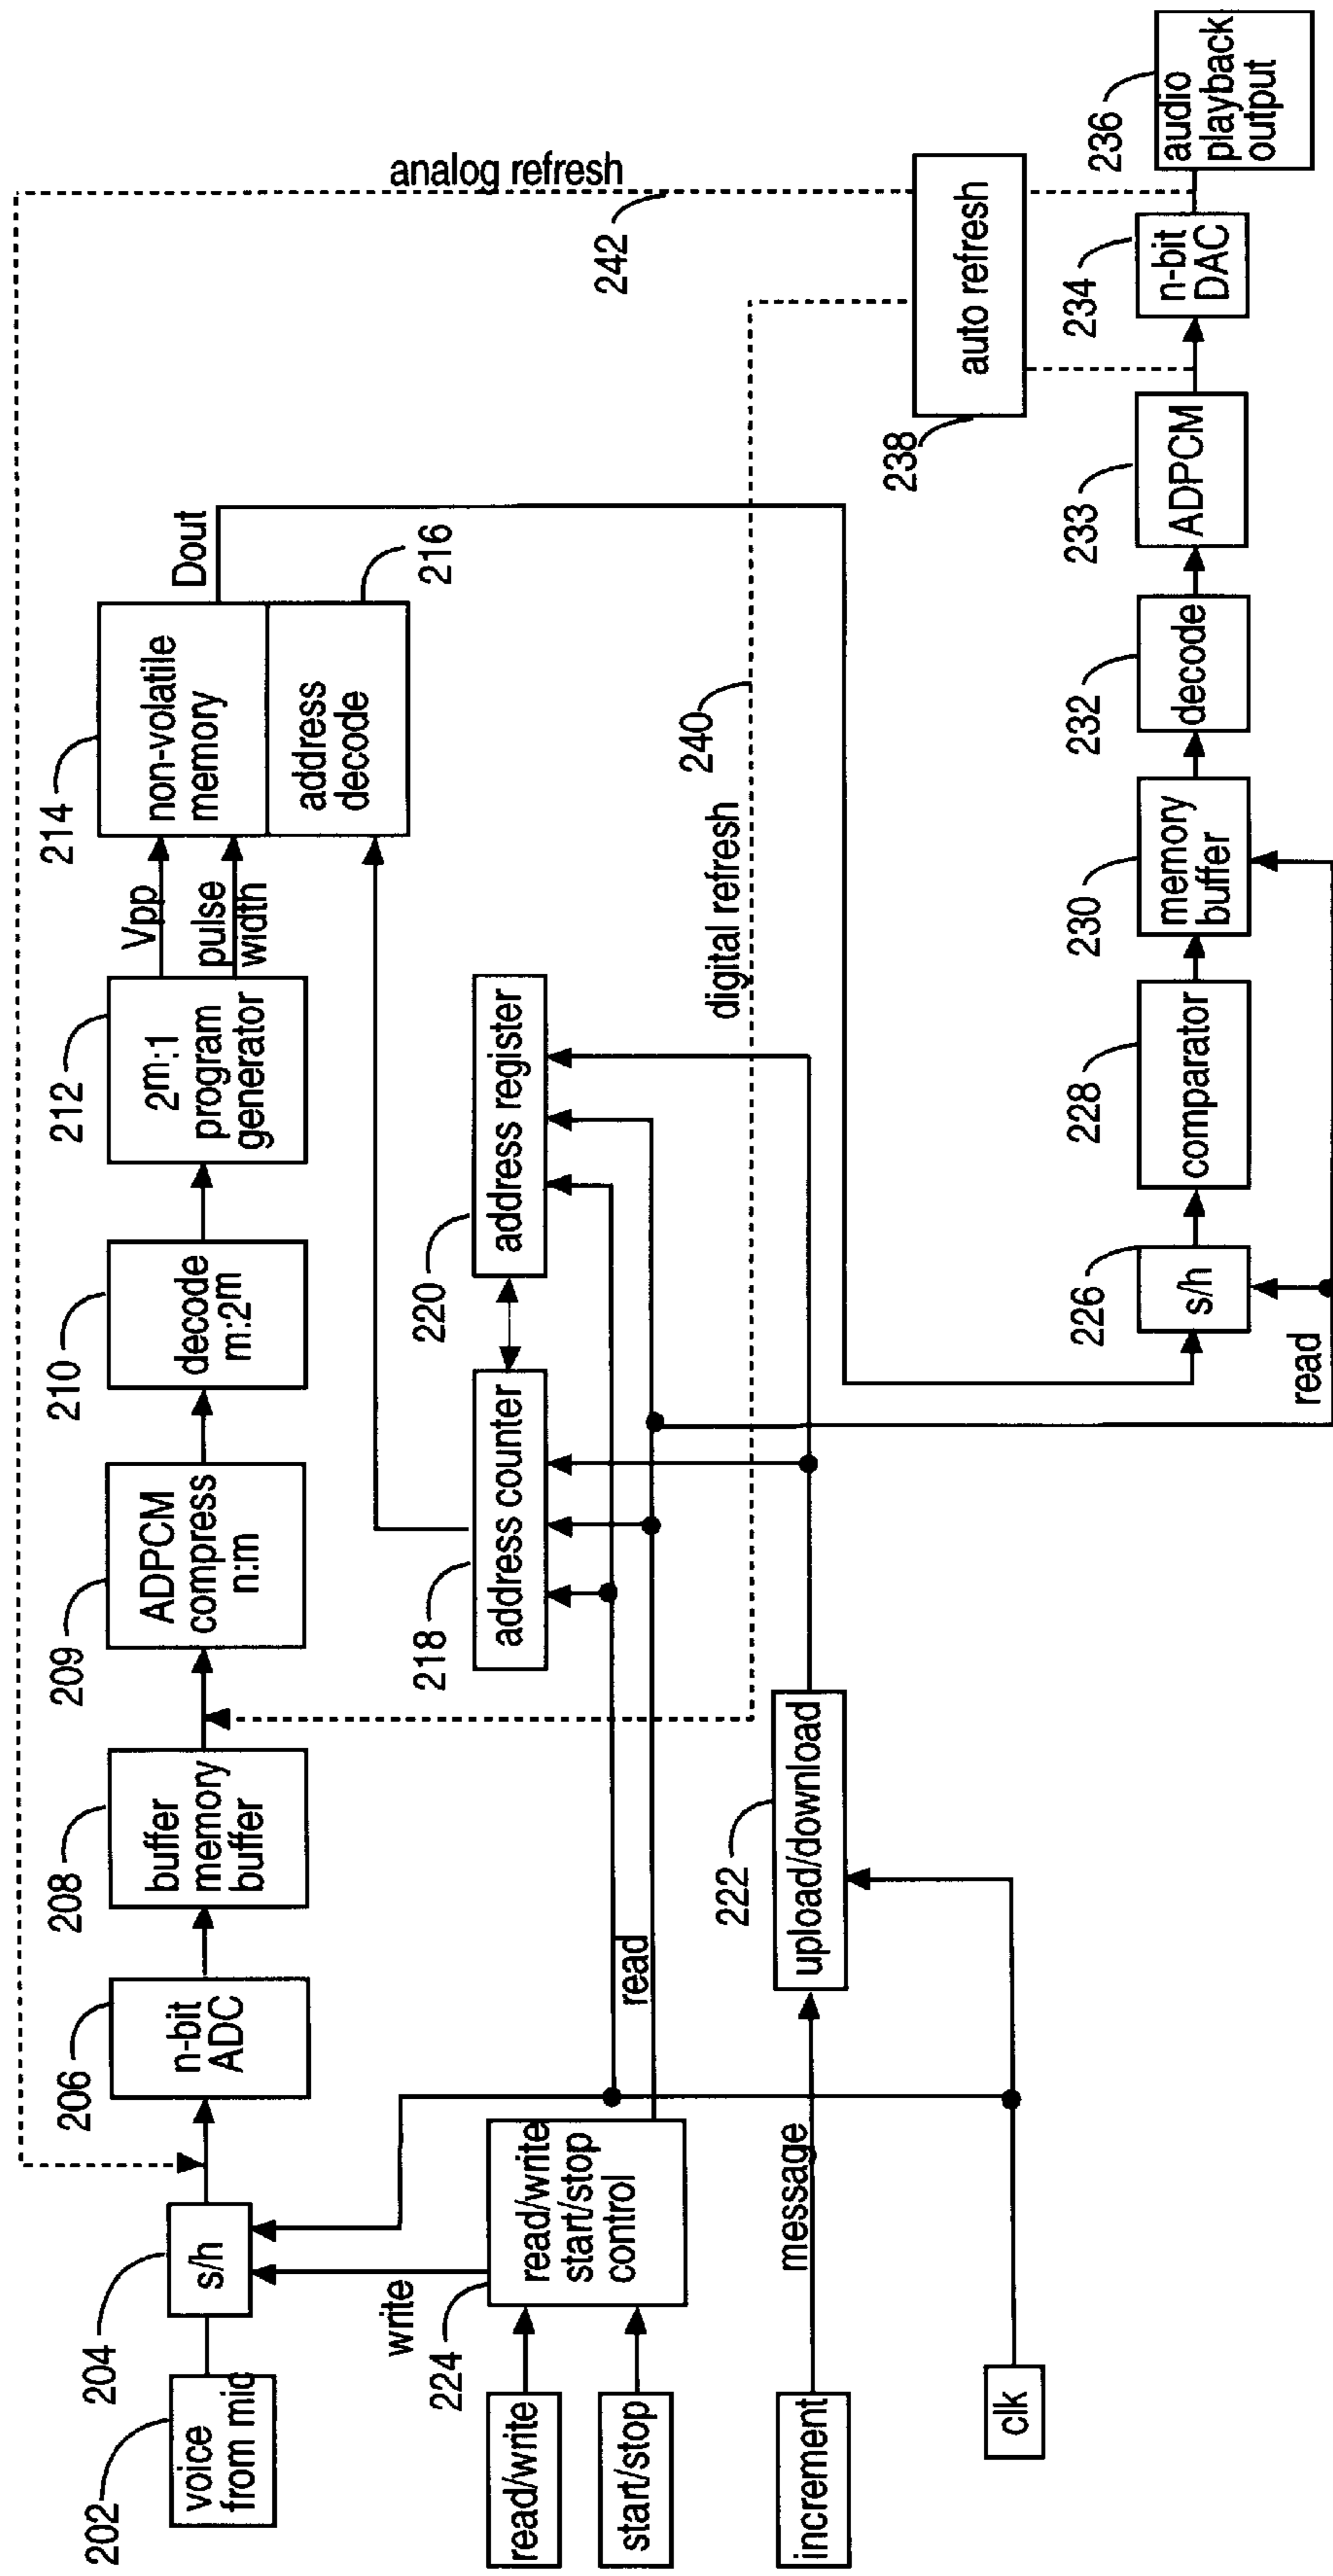 202
voice
from mic
204
s/h
206
n-bit
ADC
208
buffer
memory
buffer
209
ADPCM
compress
n:m
210
decode
m:2m
212
2m:1
program
generator
Vpp
pulse
width
214
non-volatile
memory
Dout
address
decode
216
analog refresh
242
write
224
read/write
start/stop
control
read/write
start/stop
read
218
address counter
220
address register
increment
message
222
upload/download
clk
digital refresh
240
238
auto refresh
read
226
s/h
228
comparator
230
memory
buffer
232
decode
233
ADPCM
234
n-bit
DAC
236
audio
playback
output